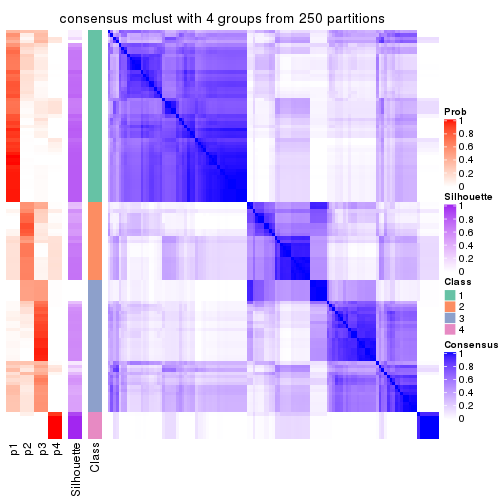 consensus mclust with 4 groups from 250 partitions
Prob
1
0.8
0.6
0.4
0.2
0
Silhouette
1
0.8
0.6
0.4
0.2
0
Class
1
2
3
4
Consensus
1
0.8
0.6
0.4
0.2
0
p1
p2
p3
p4
Silhouette
Class